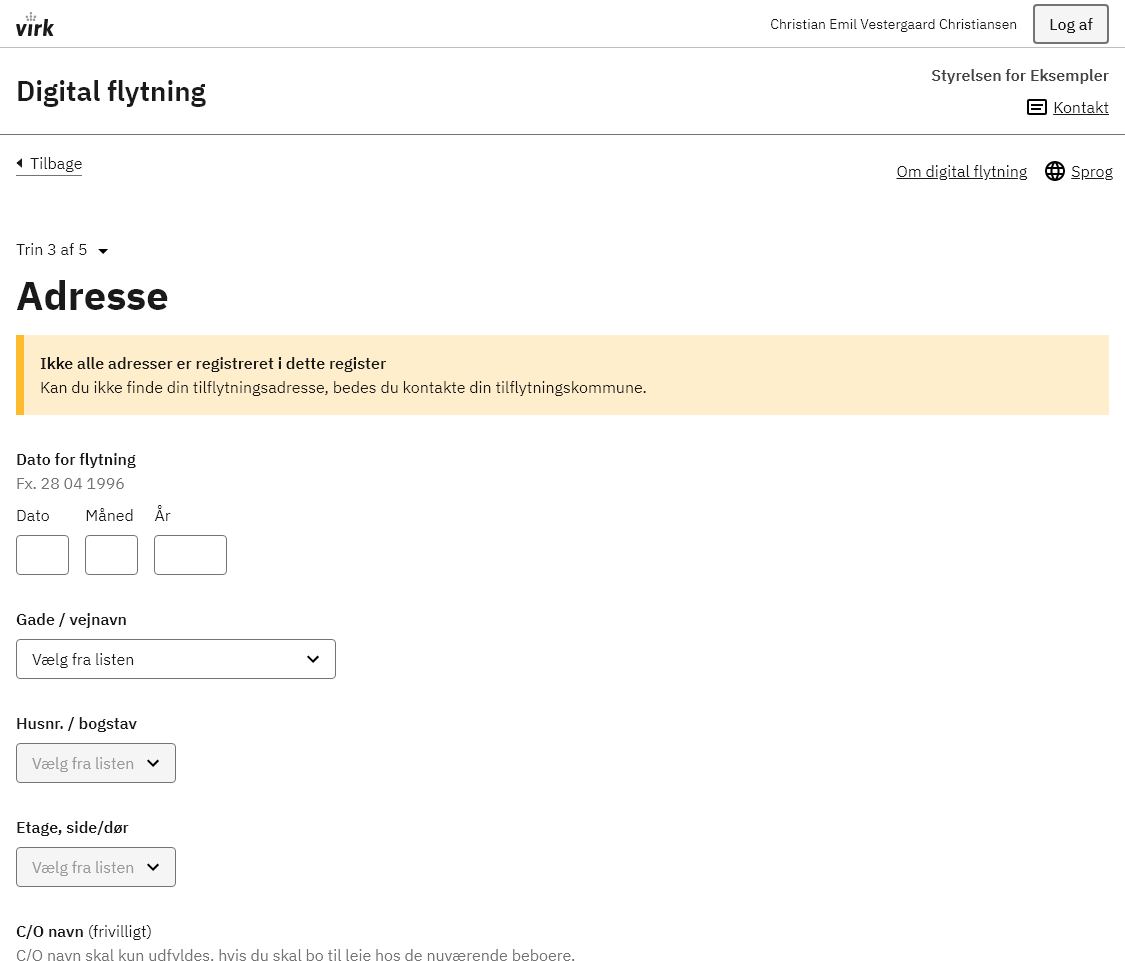 virk
Christian Emil Vestergaard Christiansen
Log af
Digital flytning
Styrelsen for Eksempler
Kontakt
Tilbage
Om digital flytning
Sprog
Trin 3 af 5
Adresse
Ikke alle adresser er registreret i dette register
Kan du ikke finde din tilflytningsadresse, bedes du kontakte din tilflytningskommune.
Dato for flytning
Fx. 28 04 1996
Dato Måned År
Gade / vejnavn
Vælg fra listen
Husnr. / bogstav
Vælg fra listen
Etage, side/dør
Vælg fra listen
C/O navn (frivilligt)
C/O navn skal kun udfyldes, hvis du skal bo til leje hos de nuværende beboere.